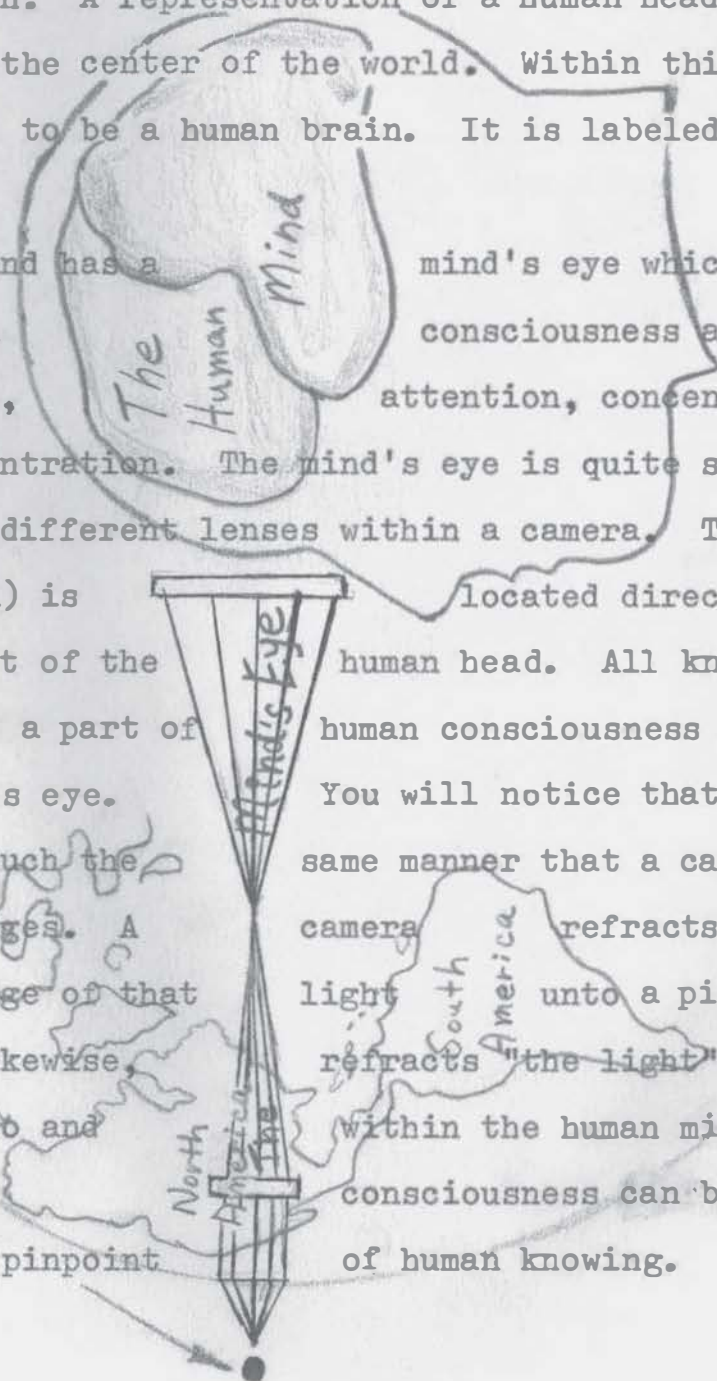 n. A representation of a human head
the center of the world. Within thi
to be a human brain. It is labeled
nd has a mind's eye whic
consciousness a
, attention, concen
ntration. The mind's eye is quite s
different lenses within a camera. T
) is located direc
t of the human head. All kn
a part of human consciousness
s eye. You will notice that
uch the same manner that a ca
ges. A camera refracts
ge of that light unto a pi
kewise, refracts "the light"
o and within the human mi
consciousness can b
pinpoint of human knowing.
The Human Mind
The Mind's Eye
North America
South America